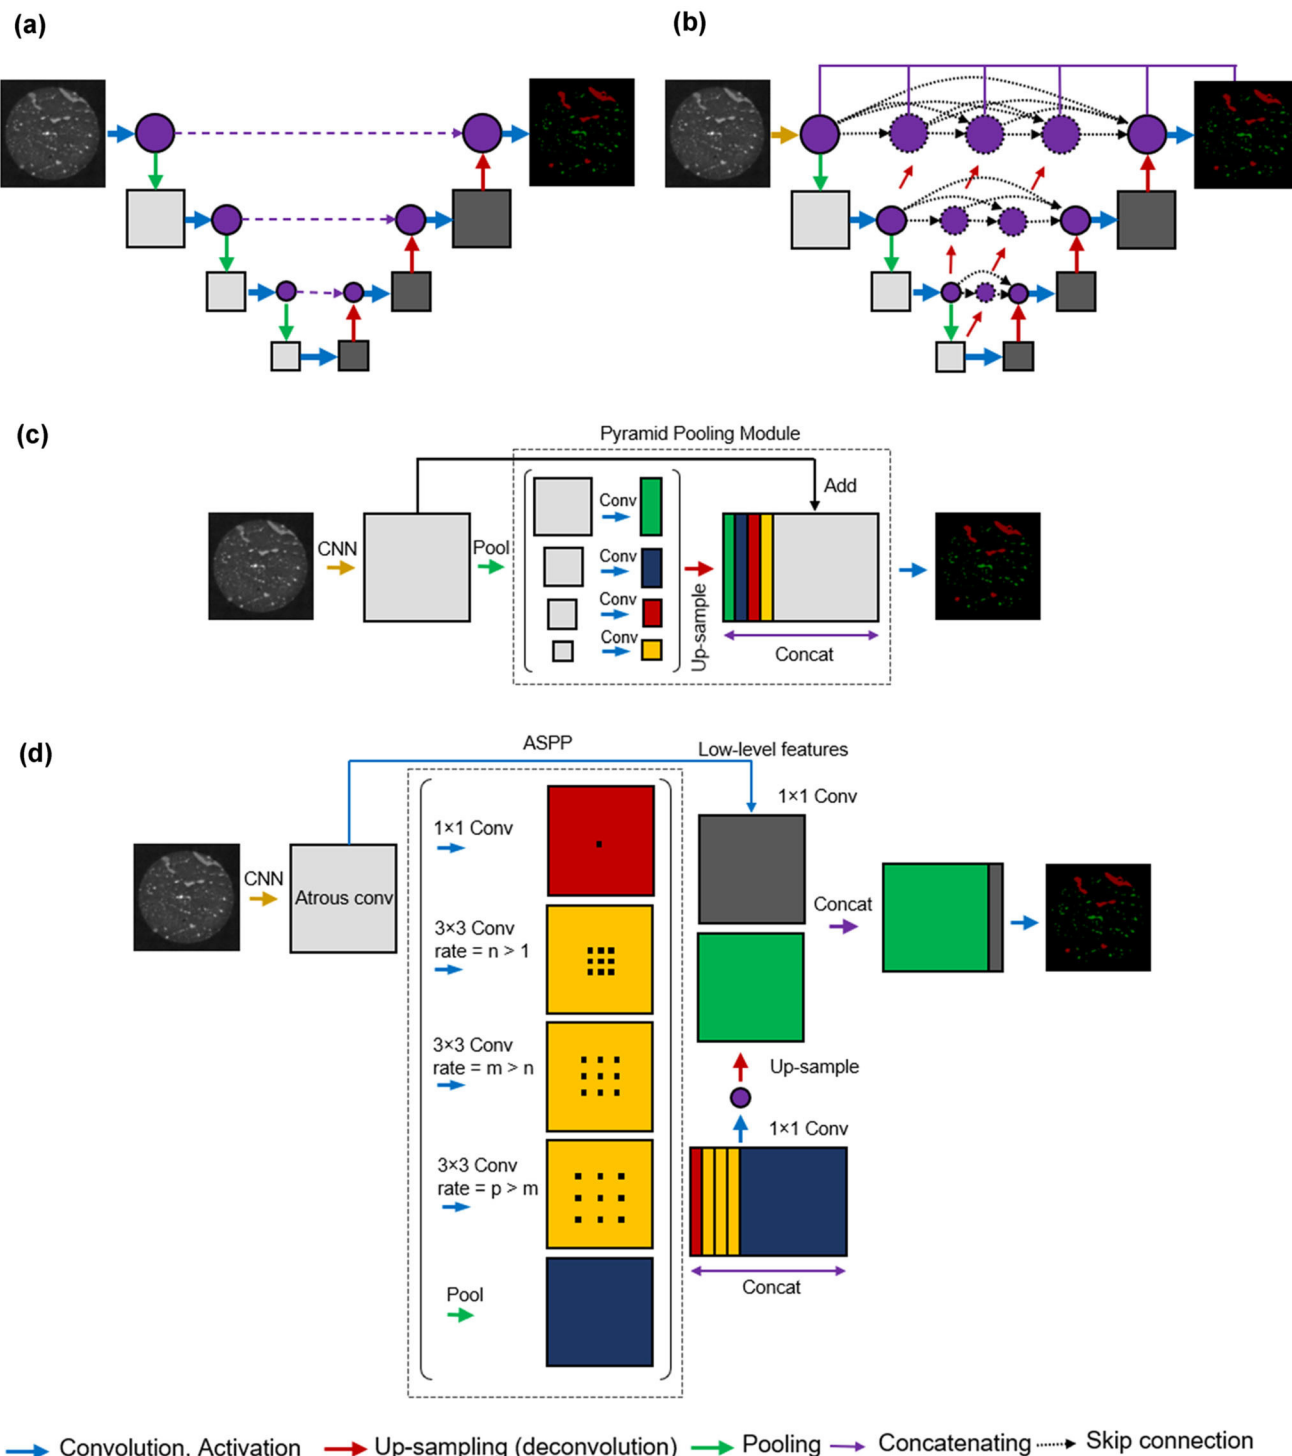 (a)
(b)
(c)
Pyramid Pooling Module
Add
CNN
Pool
Conv
Conv
Conv
Conv
Up-sample
Concat
(d)
ASPP
Low-level features
1×1 Conv
1×1 Conv
CNN
Atrous conv
3×3 Conv
rate = n > 1
Concat
3×3 Conv
rate = m > n
Up-sample
1×1 Conv
3×3 Conv
rate = p > m
Concat
Pool
Convolution, Activation
Up-sampling (deconvolution)
Pooling
Concatenating
Skip connection